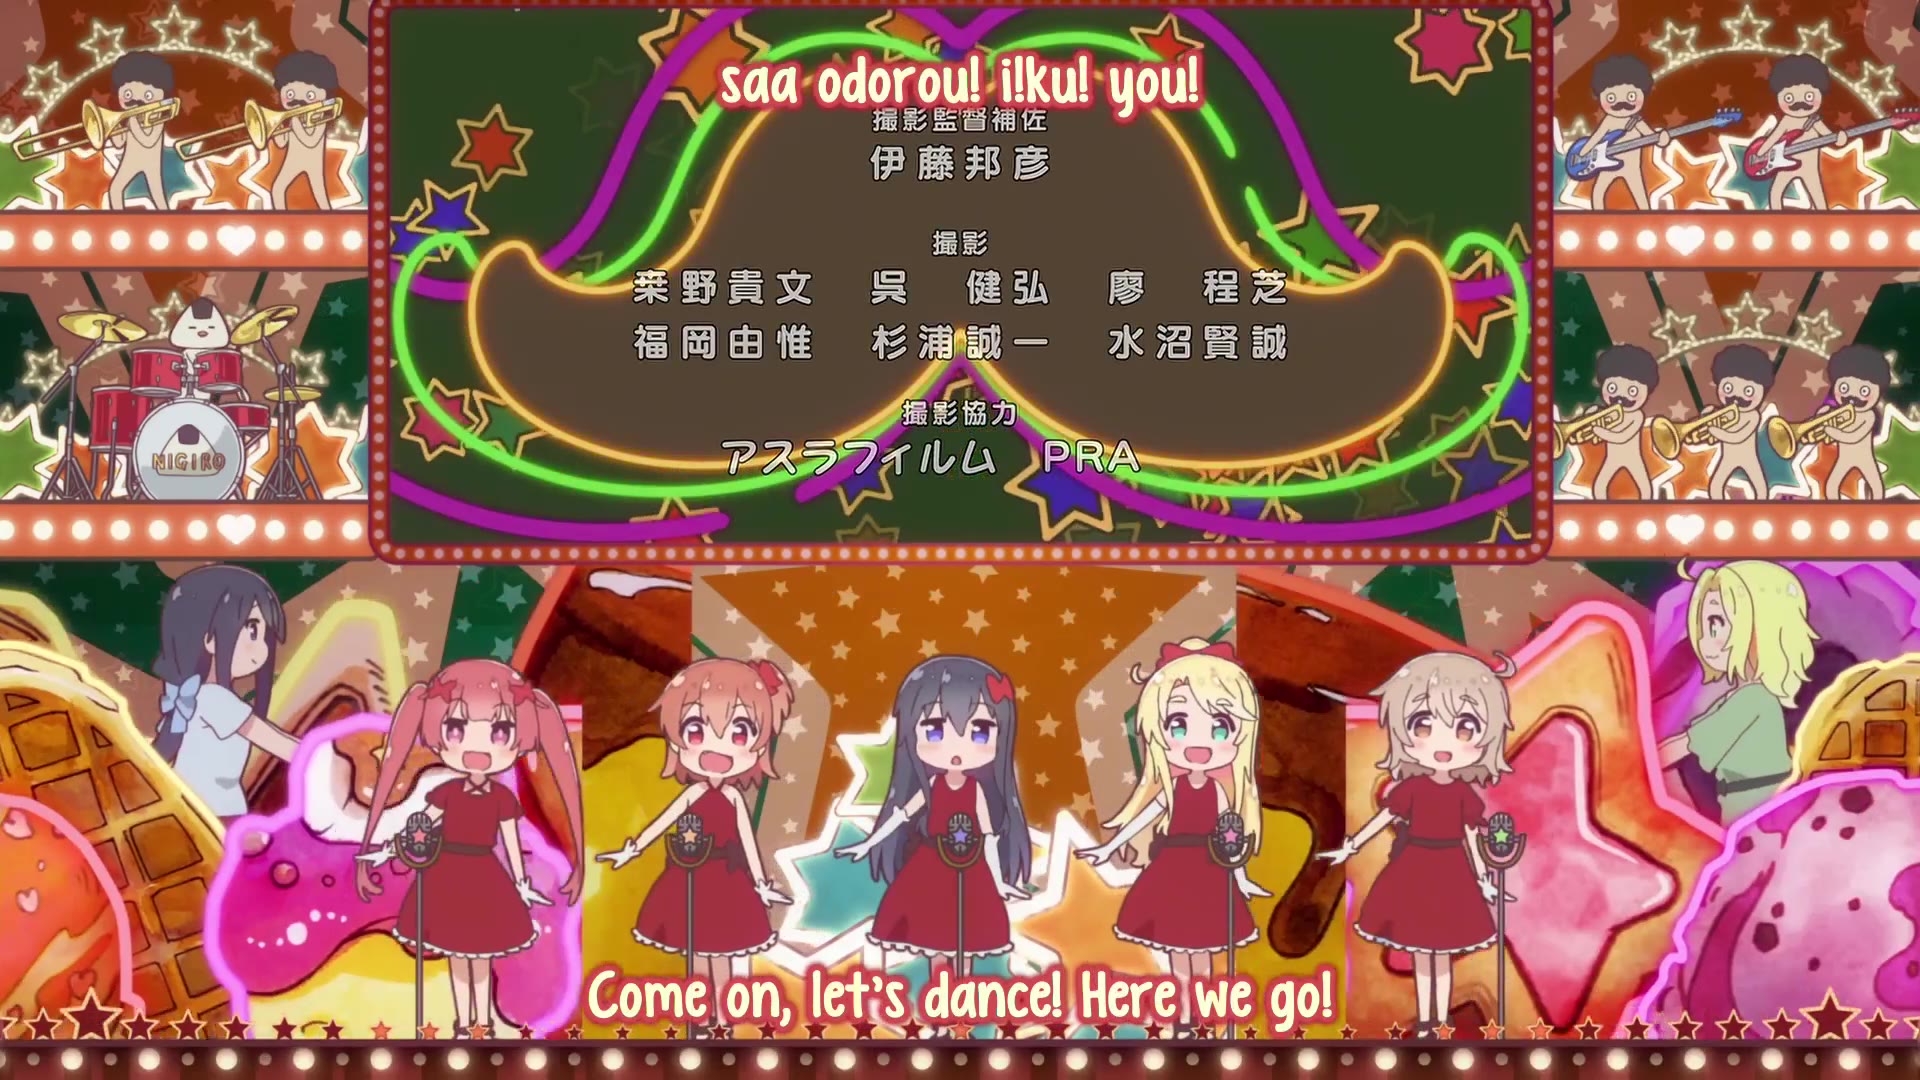 saa odorou! i!ku! you!
撮影監督補佐
伊藤邦彦
撮影
桒野貴文 呉 健弘 廖 程芝
福岡由惟 杉浦誠一 水沼賢誠
撮影協力
アスラフィルム PRA
NIGIRO
Come on, let's dance! Here we go!